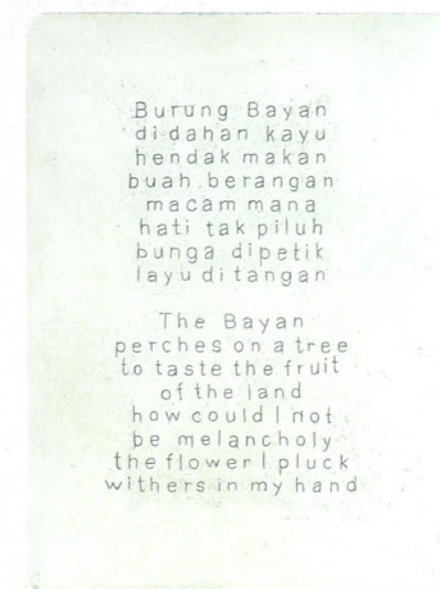 Burung Bayan
di dahan kayu
hendak makan
buah berangan
macam mana
hati tak piluh
bunga dipetik
layu di tangan
The Bayan
perches on a tree
to taste the fruit
of the land
how could I not
be melancholy
the flower I pluck
withers in my hand